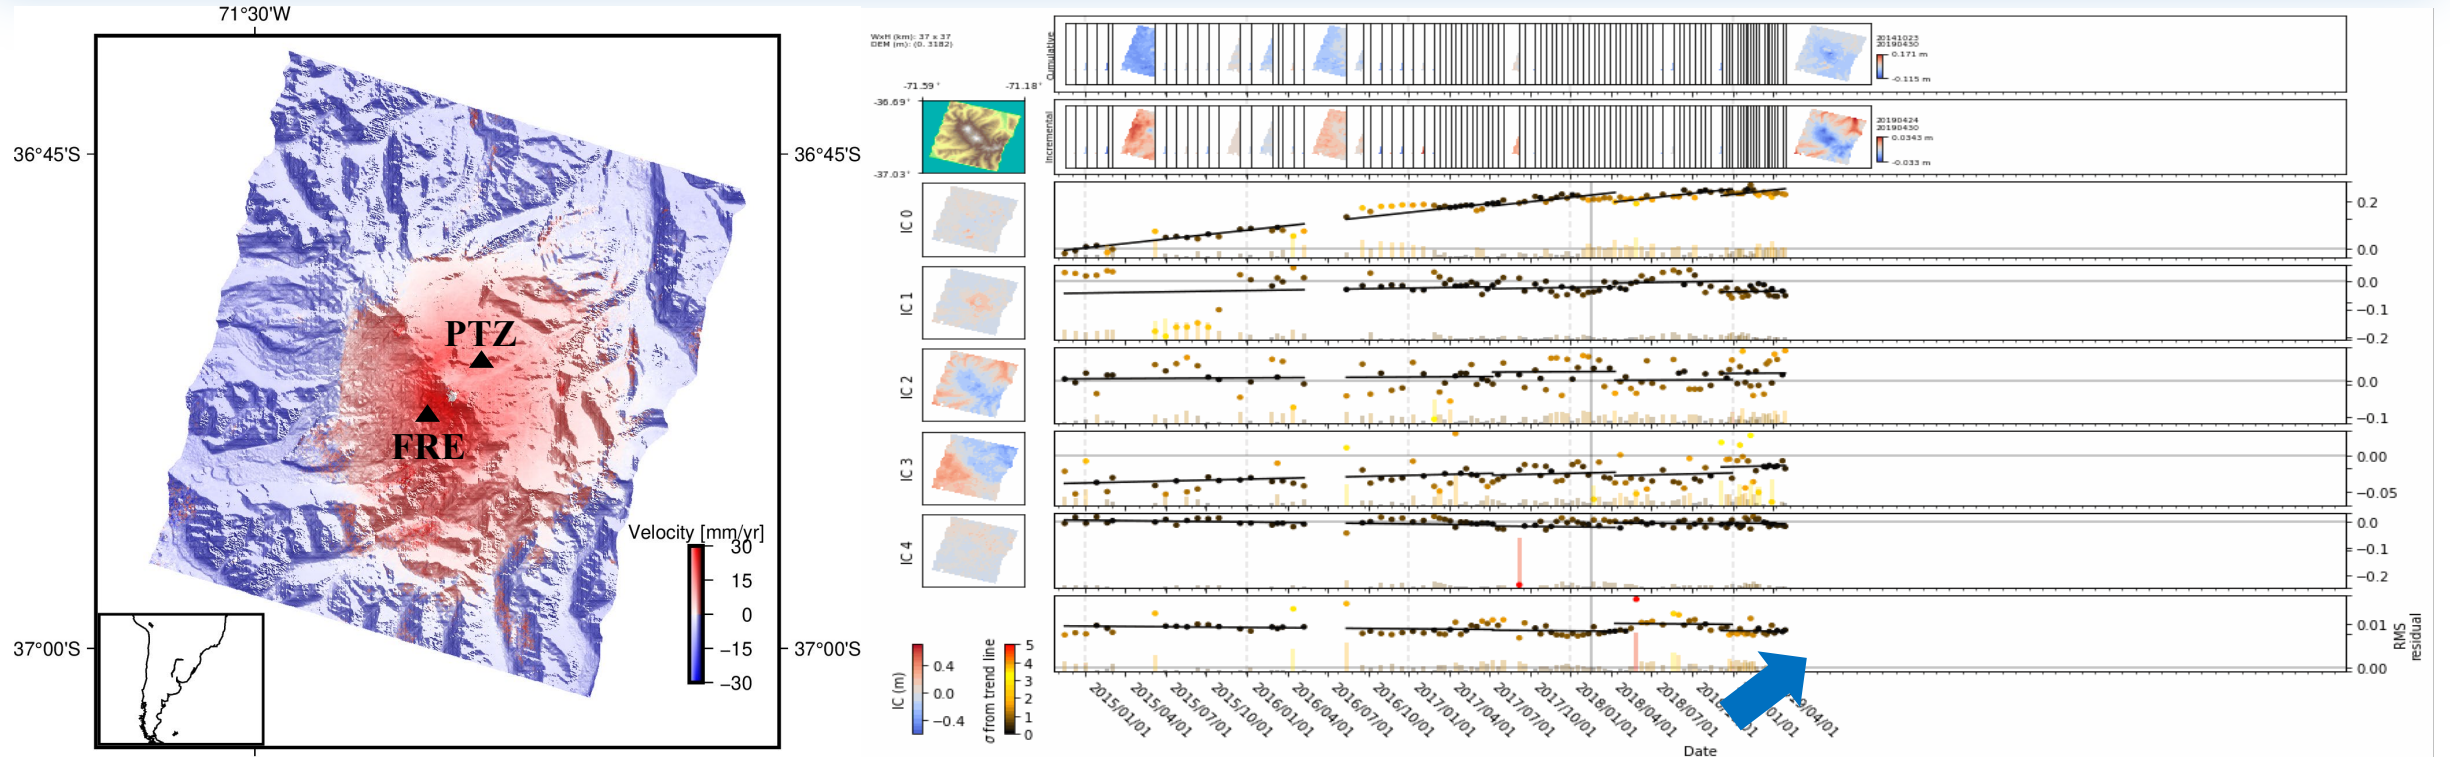 71°30'W
36°45'S
36°45'S
PTZ
FRE
Velocity [mm/yr]
30
15
0
−15
−30
37°00'S
37°00'S
WxH (km): 37 x 37
DEM (m): (0. 3182)
-71.59°
-71.18°
-36.69°
-37.03°
Cumulative
20141023
20190430
0.171 m
-0.115 m
Incremental
20190424
20190430
0.0343 m
-0.033 m
IC 0
0.2
0.0
IC 1
0.0
−0.1
−0.2
IC 2
0.0
−0.1
IC 3
0.00
−0.05
IC 4
0.0
−0.1
−0.2
0.01
0.00
RMS
residual
IC (m)
0.4
0.0
−0.4
σ from trend line
5
4
3
2
1
0
2015/01/01
2015/04/01
2015/07/01
2015/10/01
2016/01/01
2016/04/01
2016/07/01
2016/10/01
2017/01/01
2017/04/01
2017/07/01
2017/10/01
2018/01/01
2018/04/01
2018/07/01
Date